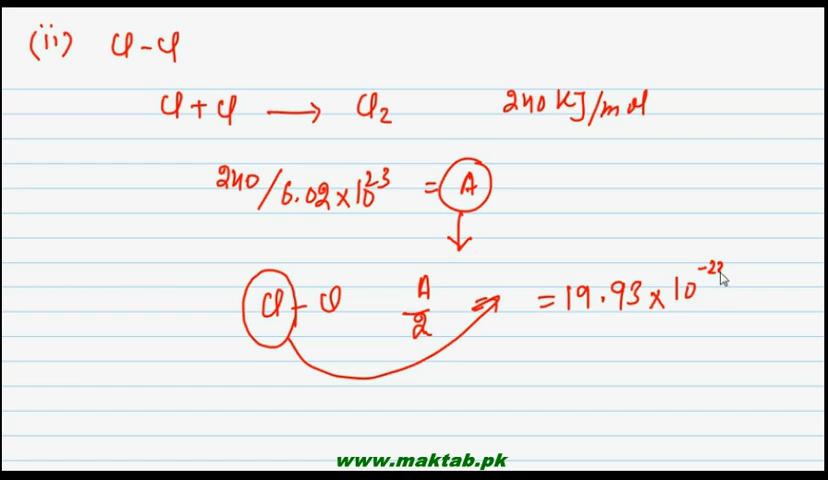 (ii) Cl-Cl
Cl + Cl → Cl2 240 KJ/mol
240/6.02×10^23 = A
Cl - Cl A/2 ⇒ = 19.93×10^-23
www.maktab.pk